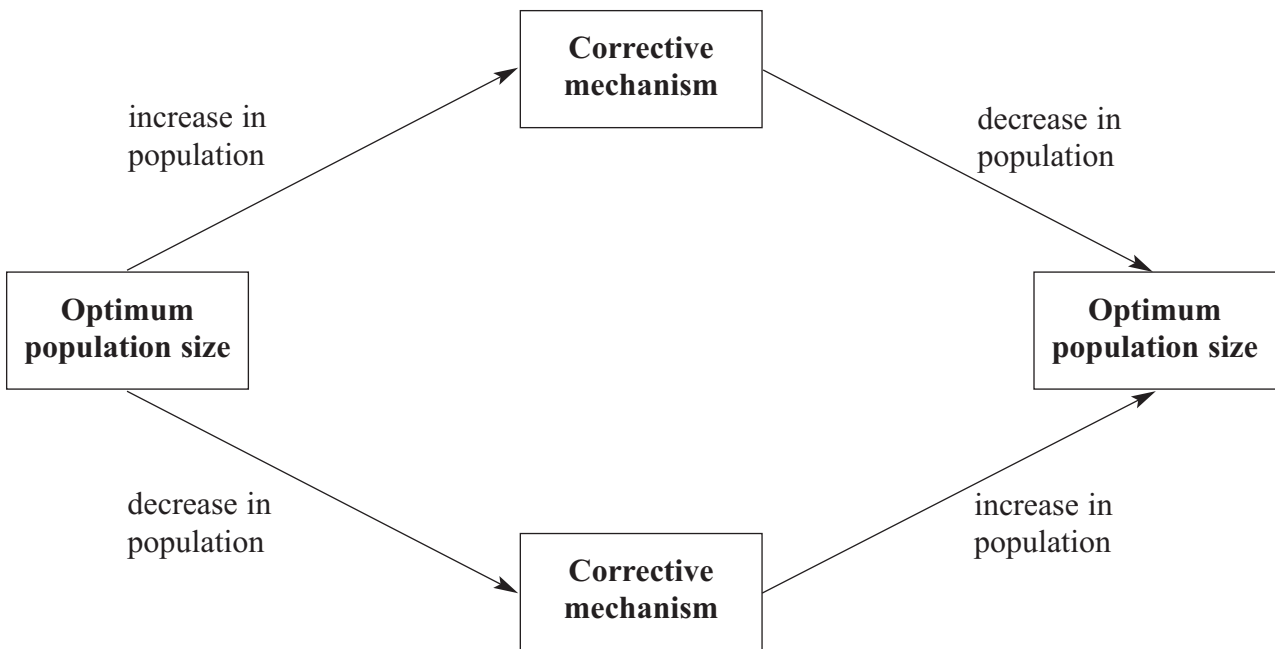 Corrective
mechanism
increase in
population
decrease in
population
Optimum
population size
Optimum
population size
decrease in
population
increase in
population
Corrective
mechanism